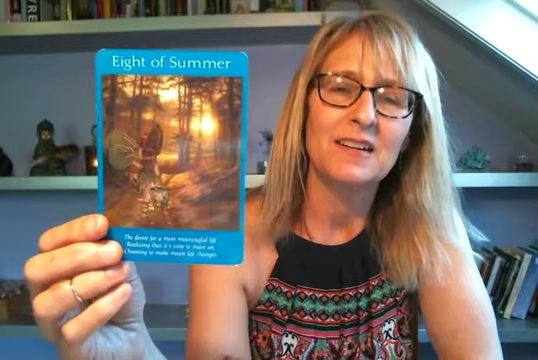 Eight of Summer
The desire for a more meaningful life
Realizing that it's time to move on
Choosing to make major life changes